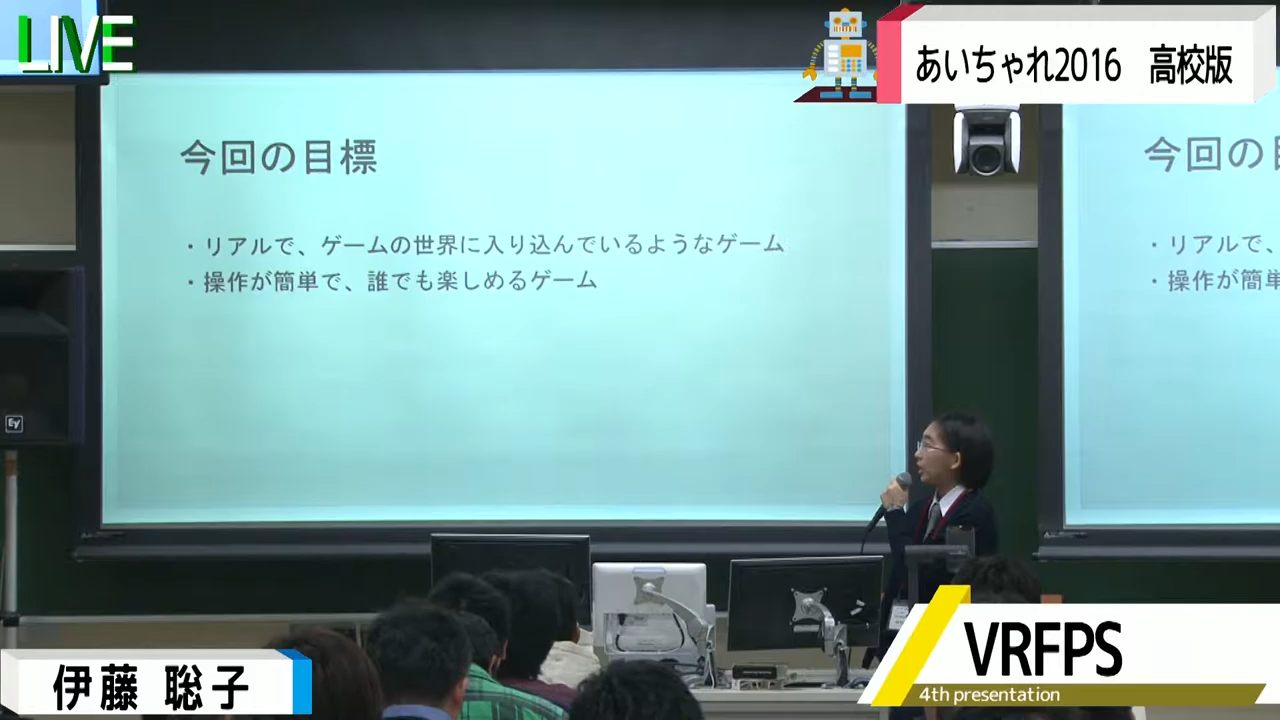 LIVE
あいちゃれ2016 高校版
今回の目標
・リアルで、ゲームの世界に入り込んでいるようなゲーム
・操作が簡単で、誰でも楽しめるゲーム
今回の
・リアルで、
・操作が簡単
EV
VRFPS
4th presentation
伊藤 聡子